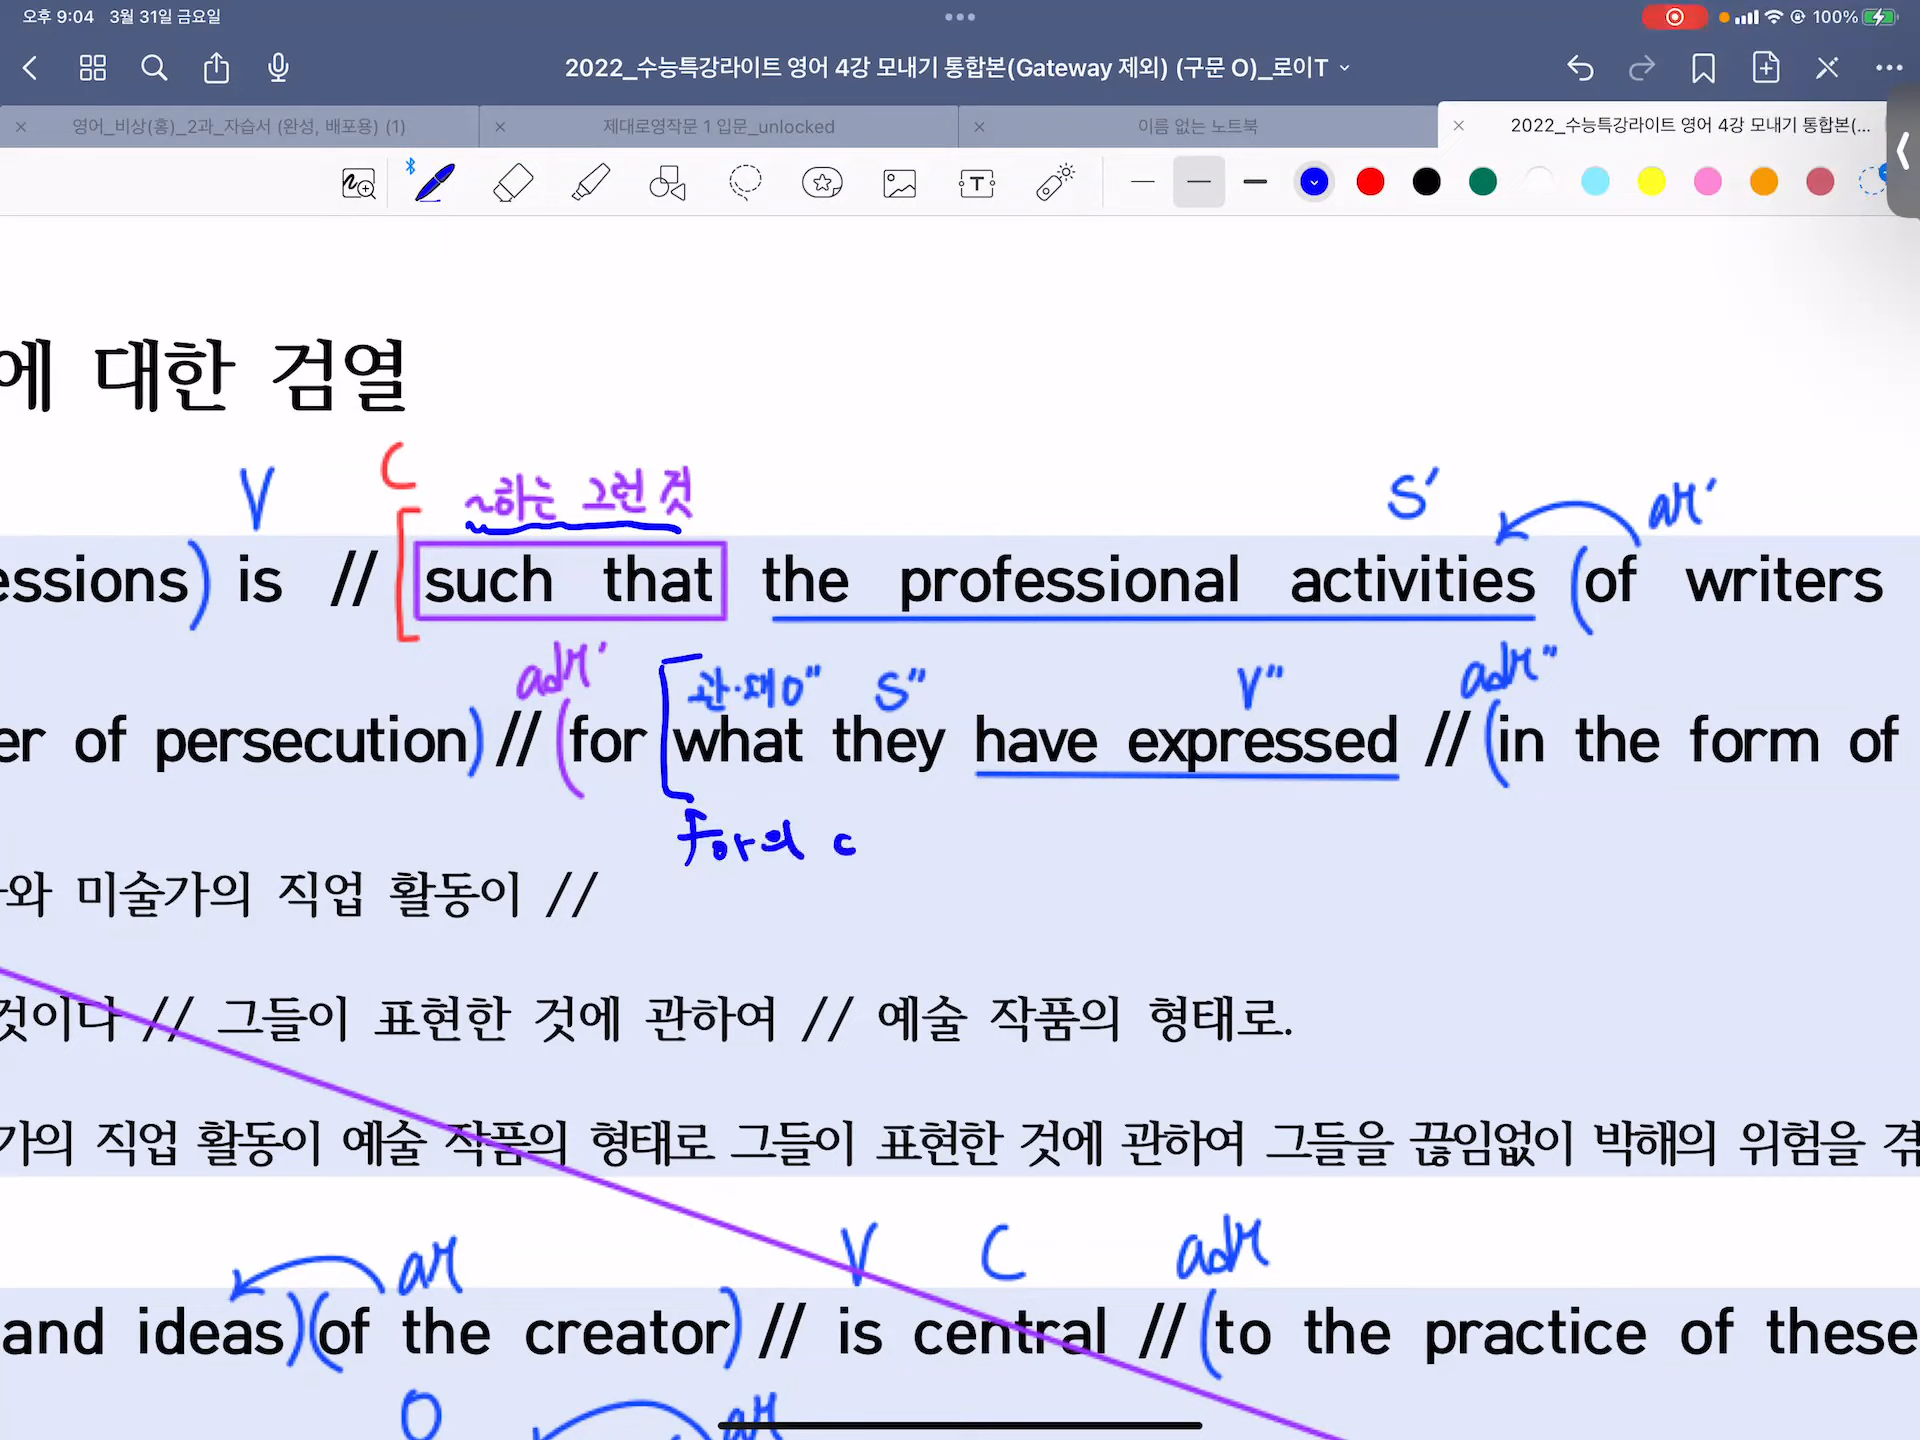 오후 9:04 3월 31일 금요일
100%
2022_수능특강라이트 영어 4강 모내기 통합본(Gateway 제외) (구문 O)_로이T
영어_비상(홍)_2과_자습서 (완성, 배포용) (1)
제대로영작문 1 입문_unlocked
이름 없는 노트북
2022_수능특강라이트 영어 4강 모내기 통합본(...
에 대한 검열
V C ~하는 그런 것 S′
essions) is // [such that the professional activities (of writers
관·대O″ S″ V″
er of persecution) // (for [what they have expressed // (in the form of
for의 c
와 미술가의 직업 활동이 //
것이다 // 그들이 표현한 것에 관하여 // 예술 작품의 형태로.
가의 직업 활동이 예술 작품의 형태로 그들이 표현한 것에 관하여 그들을 끊임없이 박해의 위험을 겪
V C
and ideas)(of the creator) // is central // (to the practice of these
O